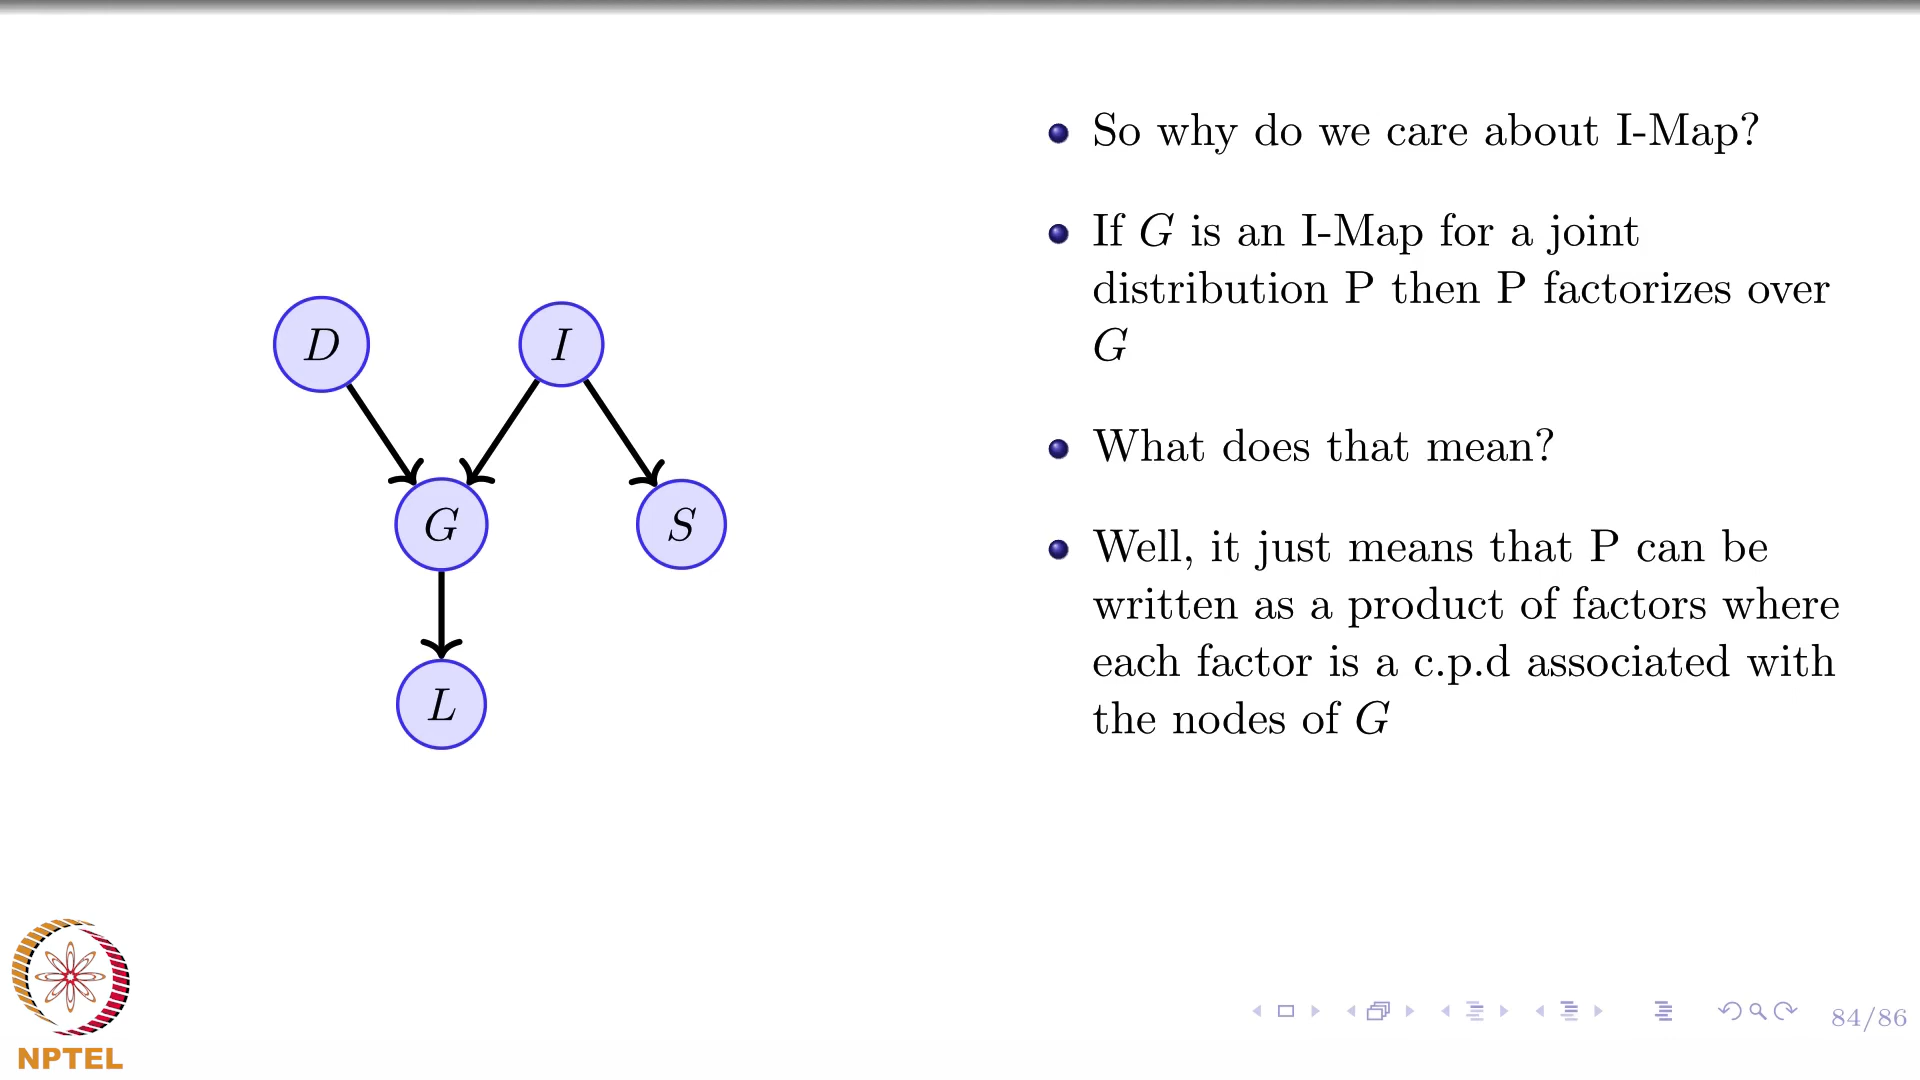 So why do we care about I-Map?
If G is an I-Map for a joint
distribution P then P factorizes over
G
What does that mean?
Well, it just means that P can be
written as a product of factors where
each factor is a c.p.d associated with
the nodes of G
D
I
G
S
L
NPTEL
84/86